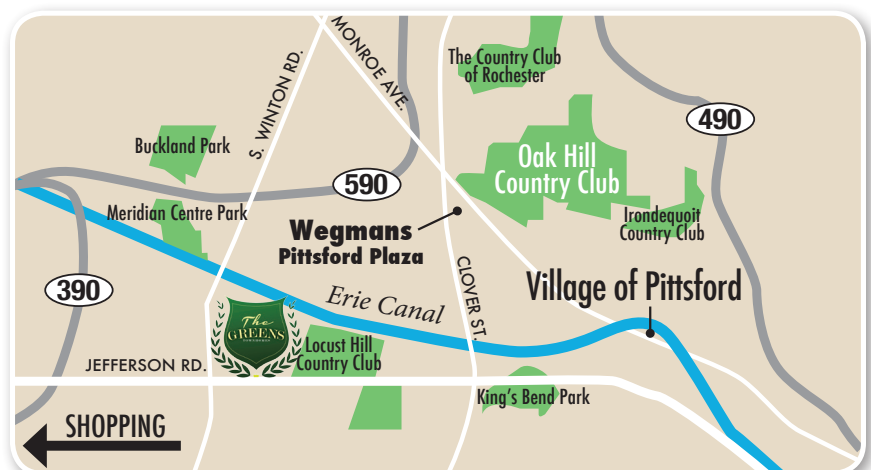 S. WINTON RD.
MONROE AVE.
The Country Club
of Rochester
490
Buckland Park
Oak Hill
Country Club
590
Meridian Centre Park
Wegmans
Pittsford Plaza
Irondequoit
Country Club
390
Erie Canal
CLOVER ST.
Village of Pittsford
The
GREENS
JEFFERSON RD.
Locust Hill
Country Club
King's Bend Park
SHOPPING